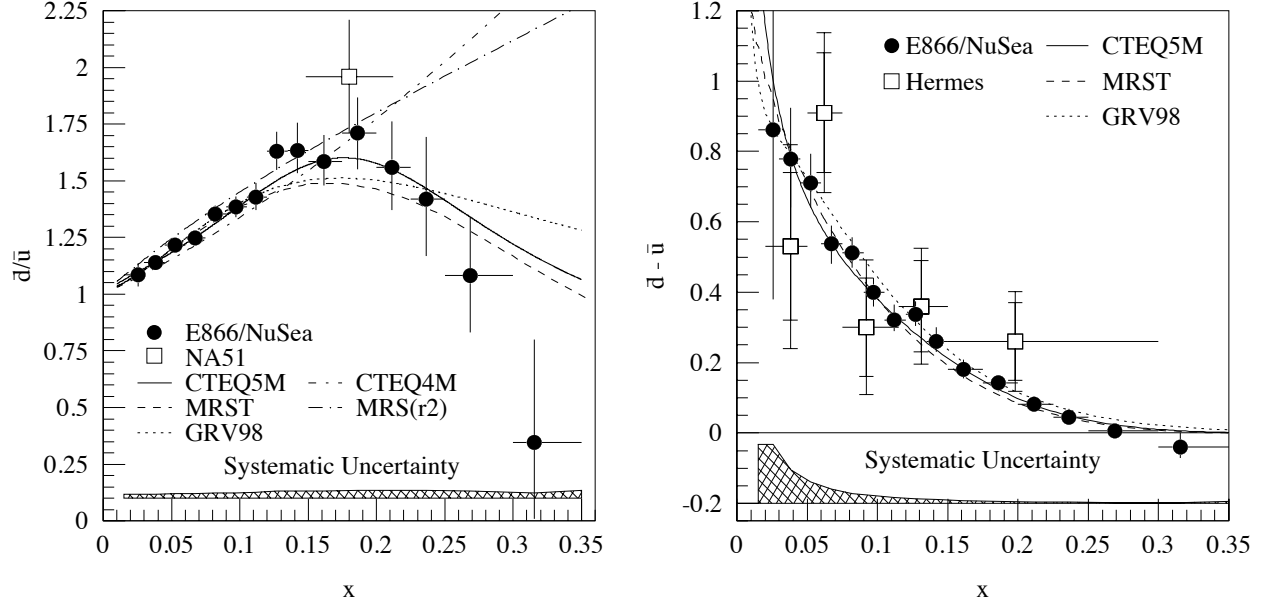 2.25
2
1.75
1.5
1.25
1
0.75
0.5
0.25
0
d̄/ū
E866/NuSea
NA51
CTEQ5M CTEQ4M
MRST MRS(r2)
GRV98
Systematic Uncertainty
0 0.05 0.1 0.15 0.2 0.25 0.3 0.35
x
1.2
1
0.8
0.6
0.4
0.2
0
-0.2
d̄ - ū
E866/NuSea CTEQ5M
Hermes MRST
GRV98
Systematic Uncertainty
0 0.05 0.1 0.15 0.2 0.25 0.3 0.35
x